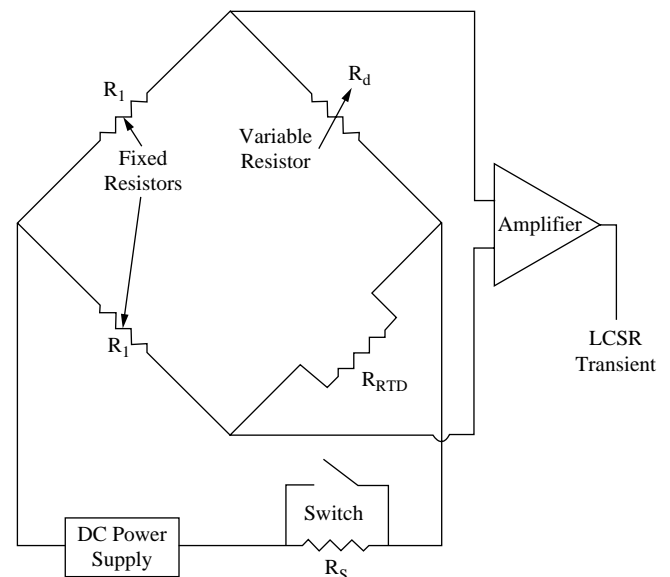 R1
Rd
Variable
Resistor
Fixed
Resistors
Amplifier
R1
RRTD
LCSR
Transient
Switch
DC Power
Supply
RS